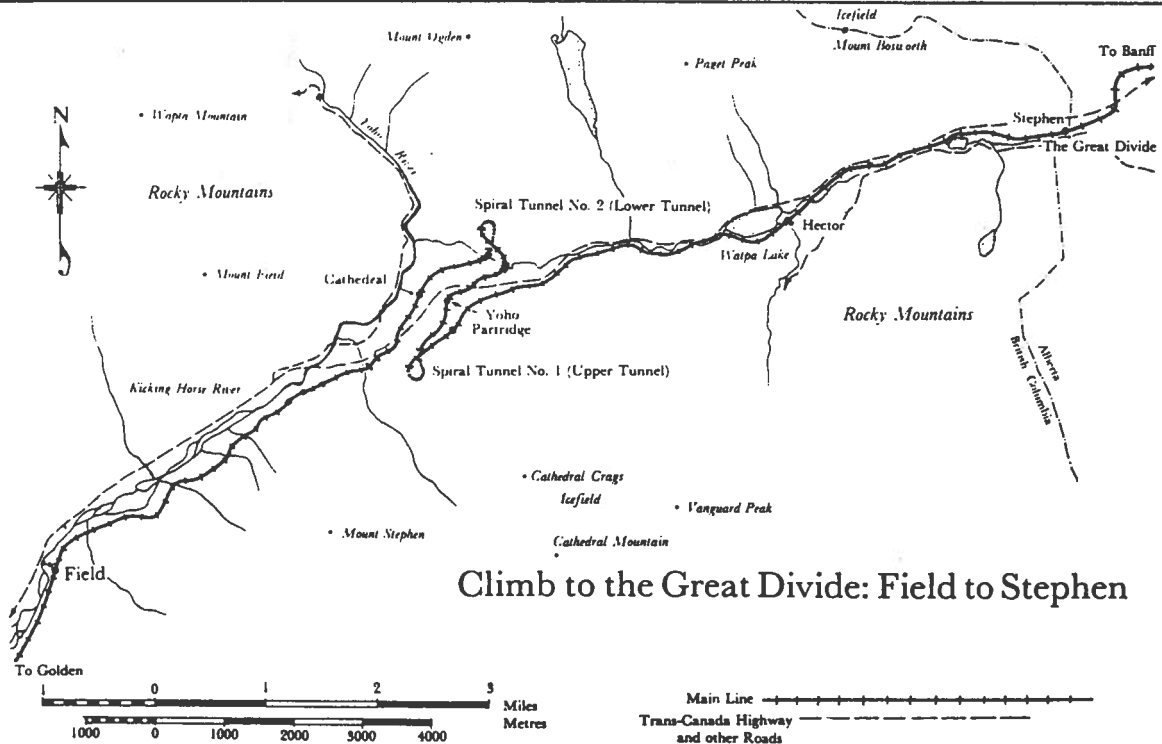 Icefield
Mount Bosworth
Mount Ogden
To Banff
Paget Peak
N
Wapta Mountain
Stephen
Yoho
River
The Great Divide
Rocky Mountains
Spiral Tunnel No. 2 (Lower Tunnel)
Hector
Watpa Lake
Mount Field
Cathedral
Yoho
Partridge
Rocky Mountains
Spiral Tunnel No. 1 (Upper Tunnel)
Alberta
British Columbia
Kicking Horse River
Cathedral Crags
Icefield
Vanguard Peak
Mount Stephen
Cathedral Mountain
Field
Climb to the Great Divide: Field to Stephen
To Golden
1 0 1 2 3
Miles
Metres
1000 0 1000 2000 3000 4000
Main Line
Trans-Canada Highway
and other Roads